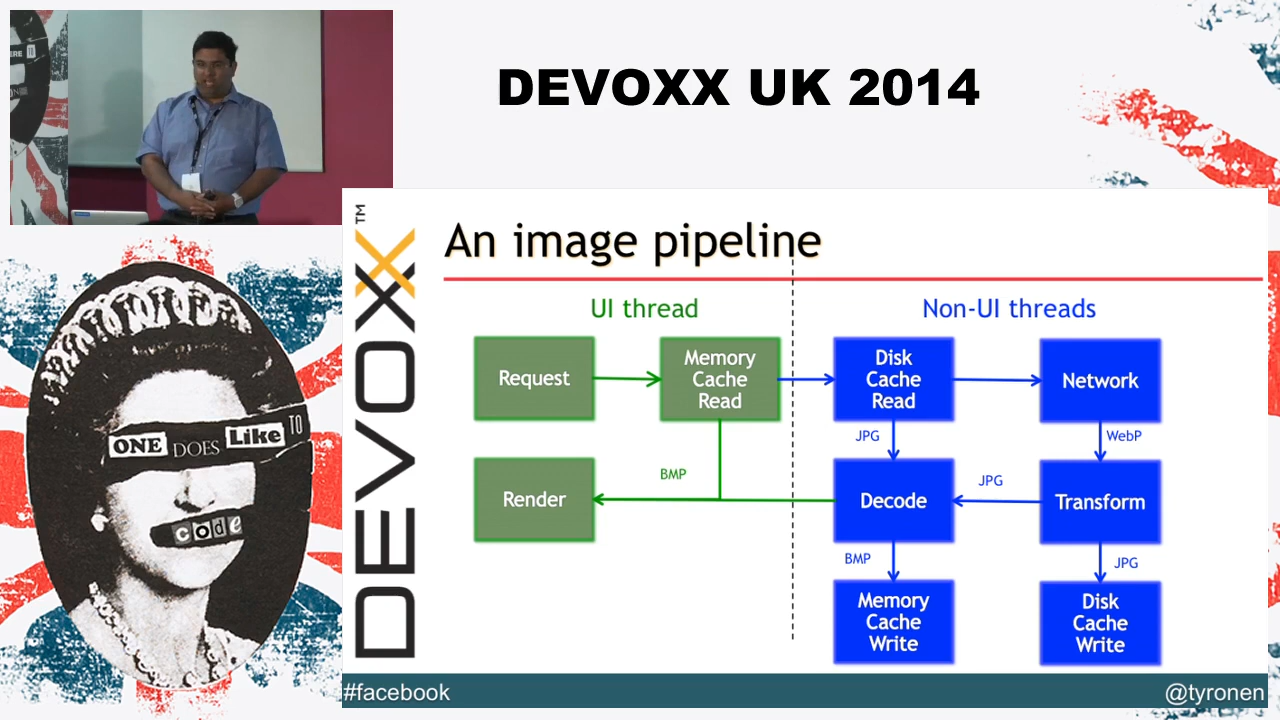 DEVOXX UK 2014
DEVOXX™
An image pipeline
UI thread
Non-UI threads
Request
Memory
Cache
Read
Disk
Cache
Read
Network
JPG
WebP
BMP
Render
Decode
JPG
Transform
BMP
JPG
Memory
Cache
Write
Disk
Cache
Write
ONE DOES Like TO
code
#facebook
@tyronen